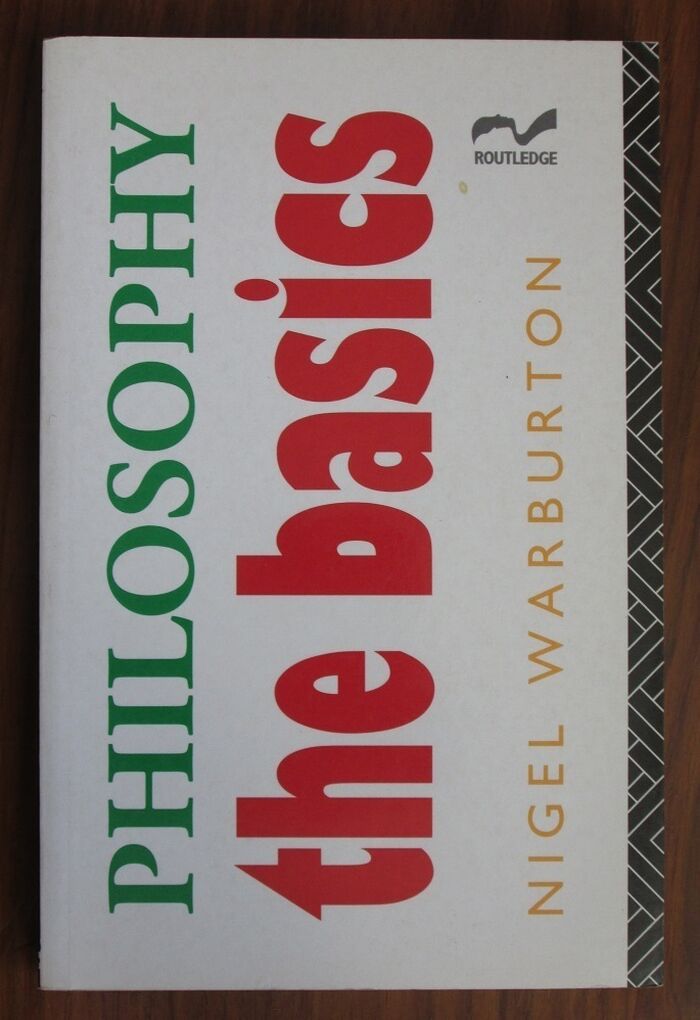 PHILOSOPHY
the basics
NIGEL WARBURTON
ROUTLEDGE